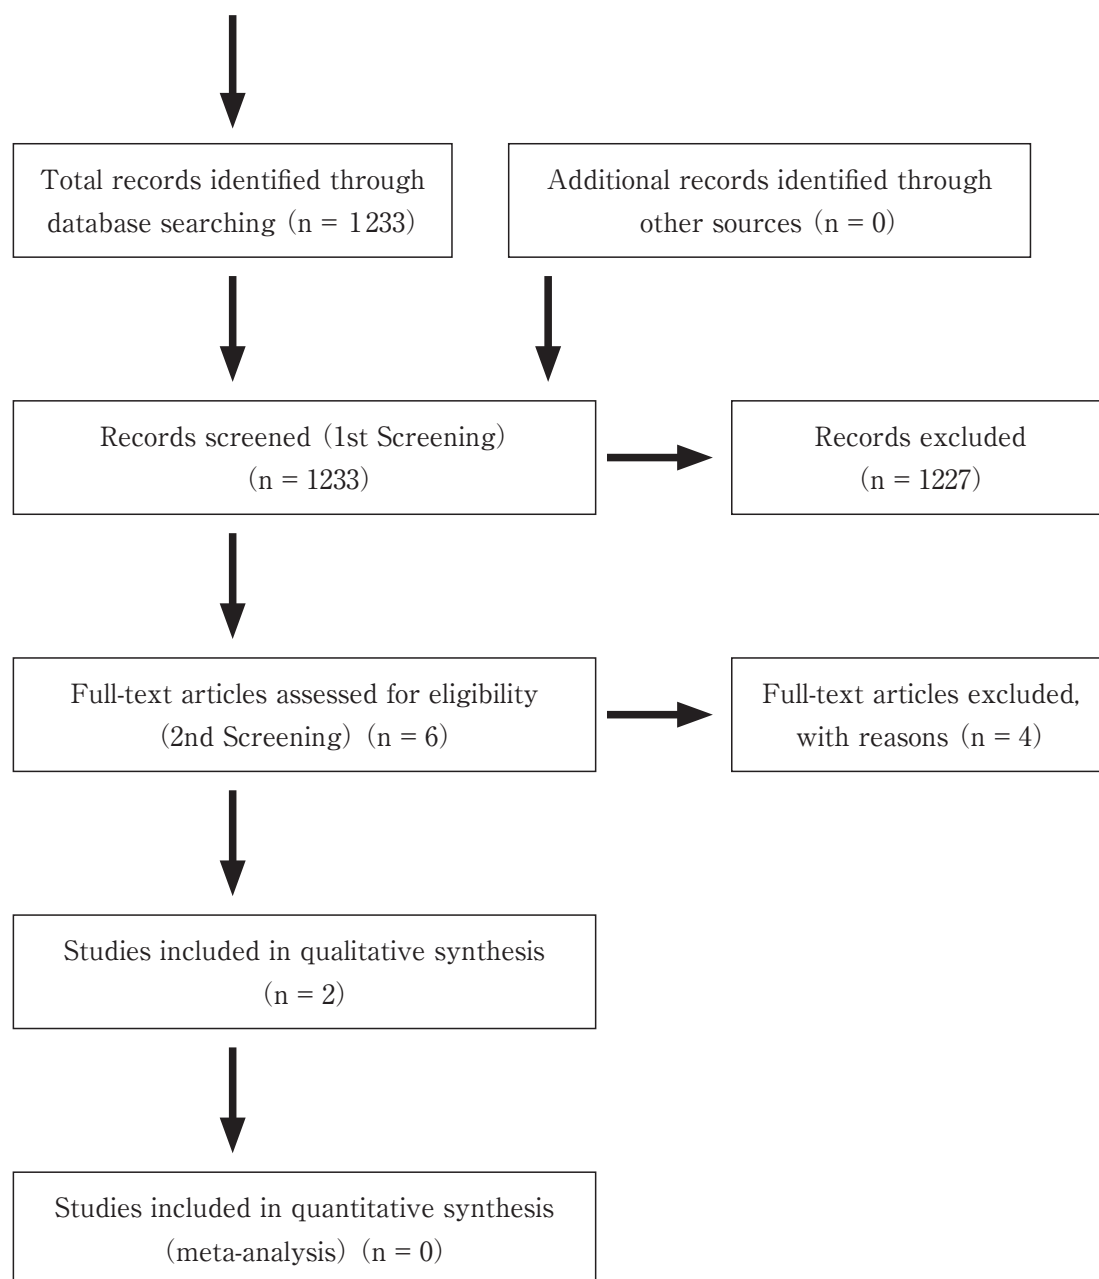 Total records identified through
database searching (n = 1233)
Additional records identified through
other sources (n = 0)
Records screened (1st Screening)
(n = 1233)
Records excluded
(n = 1227)
Full-text articles assessed for eligibility
(2nd Screening) (n = 6)
Full-text articles excluded,
with reasons (n = 4)
Studies included in qualitative synthesis
(n = 2)
Studies included in quantitative synthesis
(meta-analysis) (n = 0)